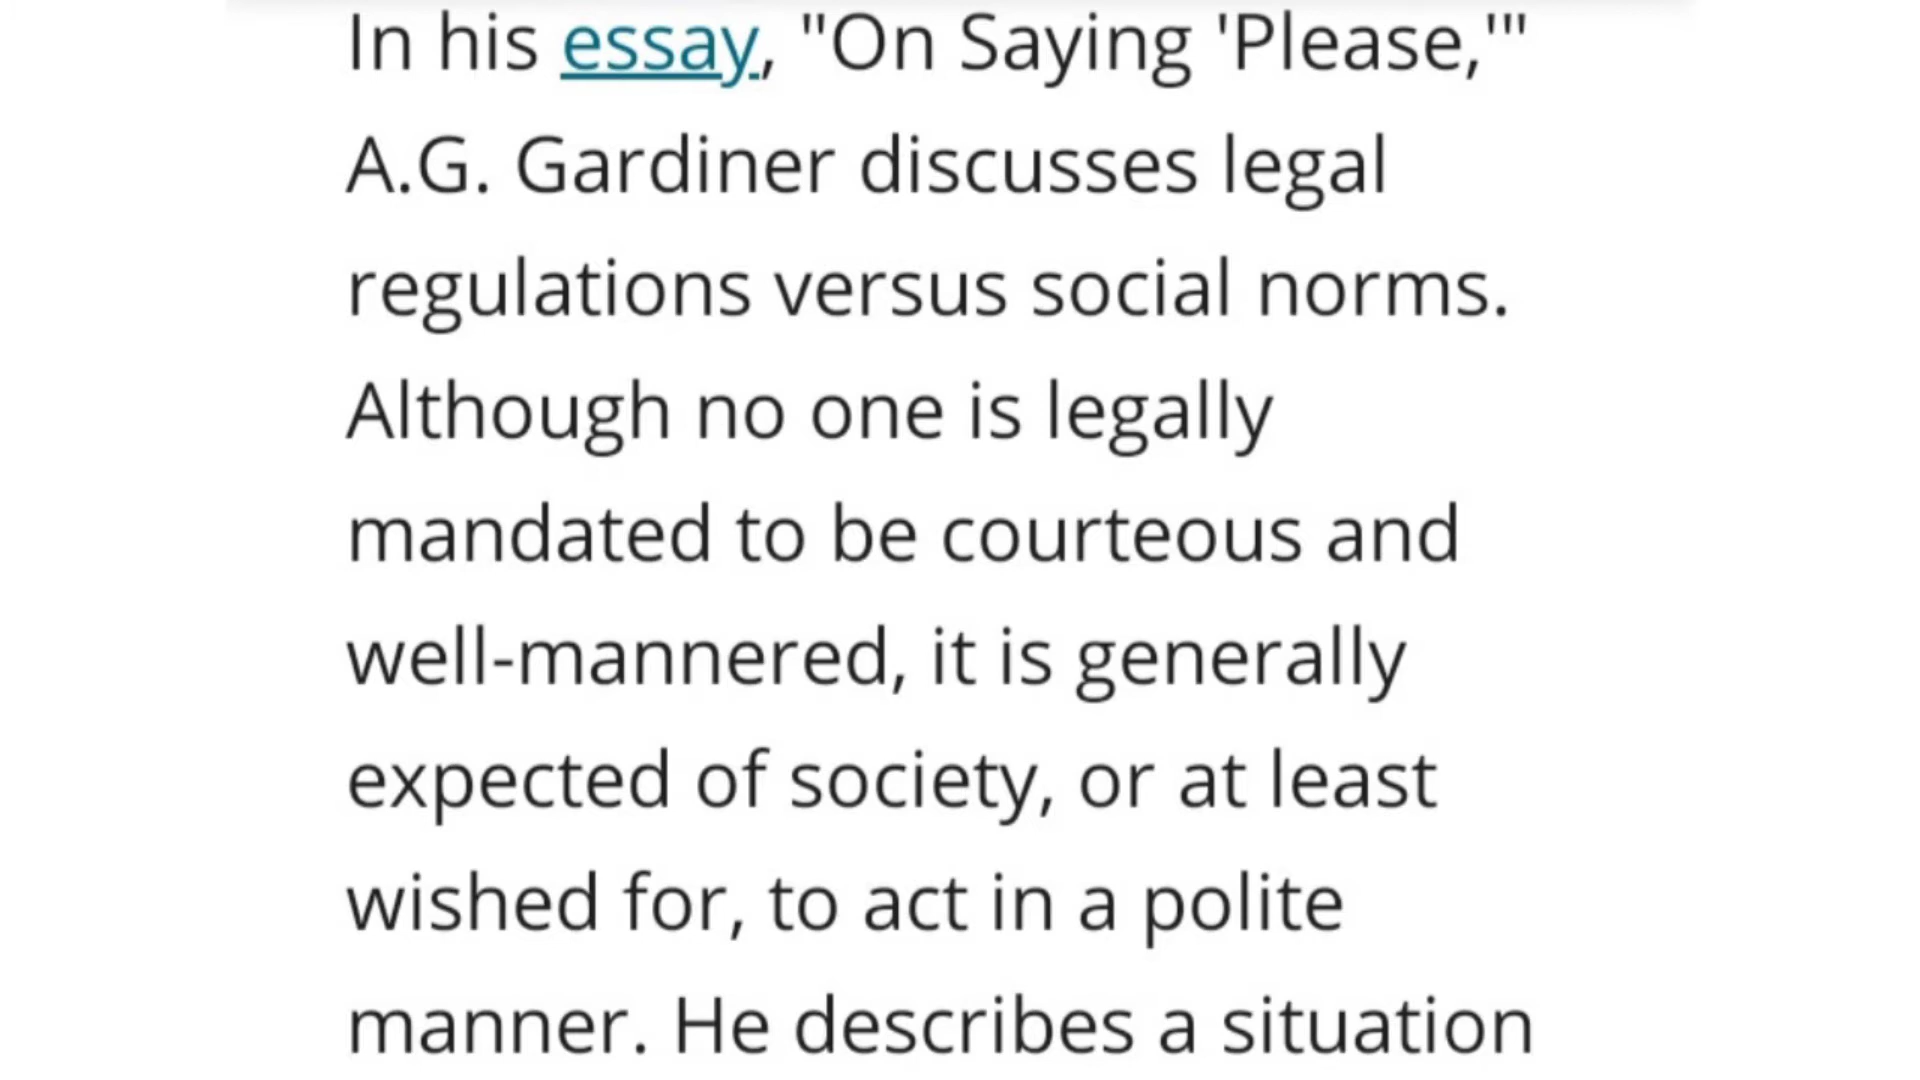 In his essay, "On Saying 'Please,'"
A.G. Gardiner discusses legal
regulations versus social norms.
Although no one is legally
mandated to be courteous and
well-mannered, it is generally
expected of society, or at least
wished for, to act in a polite
manner. He describes a situation